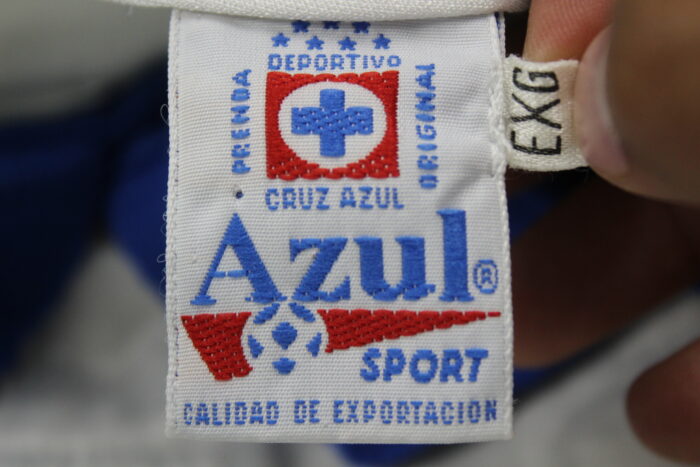 DEPORTIVO
PRENDA
ORIGINAL
CRUZ AZUL
Azul®
SPORT
CALIDAD DE EXPORTACION
EXG